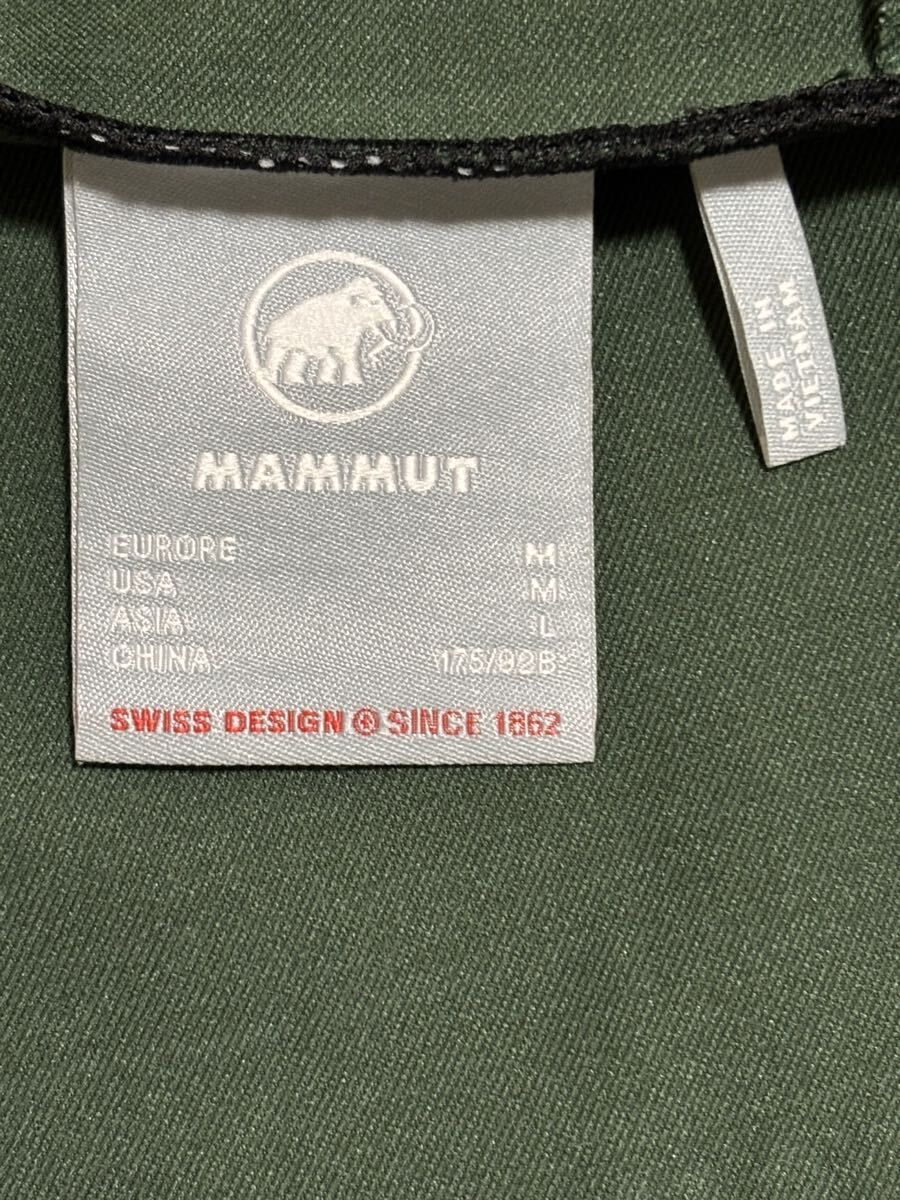 MAMMUT
EUROPE M
USA M
ASIA L
CHINA 175/92B
SWISS DESIGN SINCE 1862
MADE IN
VIETNAM